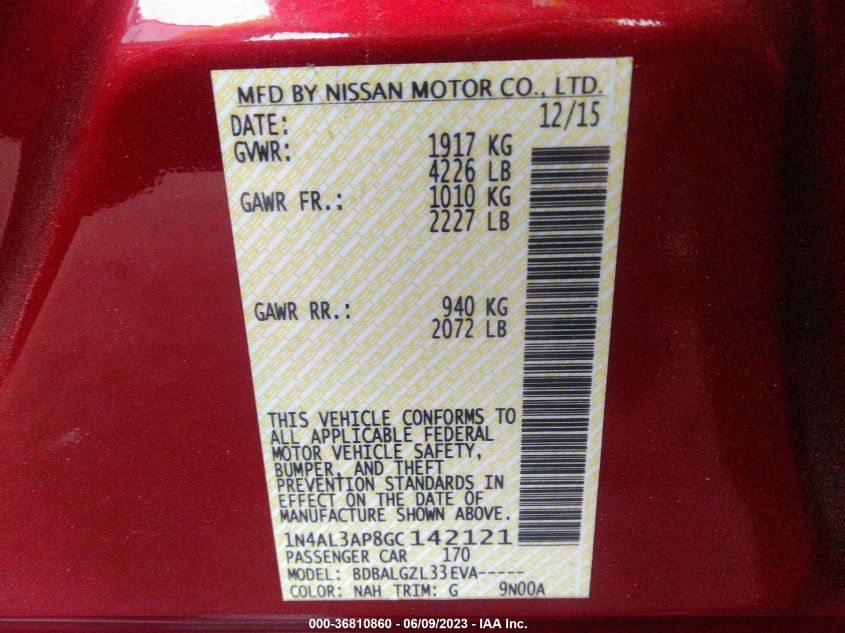 MFD BY NISSAN MOTOR CO., LTD.
DATE: 12/15
GVWR: 1917 KG
4226 LB
GAWR FR.: 1010 KG
2227 LB
GAWR RR.: 940 KG
2072 LB
THIS VEHICLE CONFORMS TO
ALL APPLICABLE FEDERAL
MOTOR VEHICLE SAFETY,
BUMPER, AND THEFT
PREVENTION STANDARDS IN
EFFECT ON THE DATE OF
MANUFACTURE SHOWN ABOVE.
1N4AL3AP8GC142121
PASSENGER CAR 170
MODEL: BDBALGZL33EVA-----
COLOR: NAH TRIM: G 9N00A
000-36810860 - 06/09/2023 - IAA Inc.